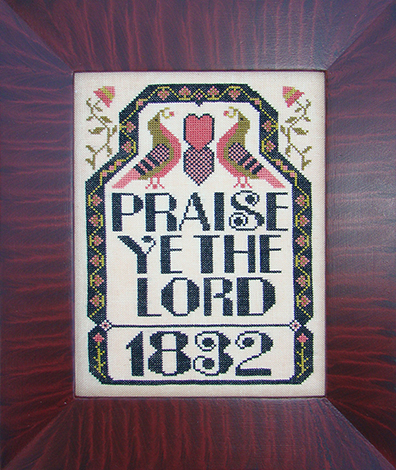 PRAISE
YE THE
LORD
1832